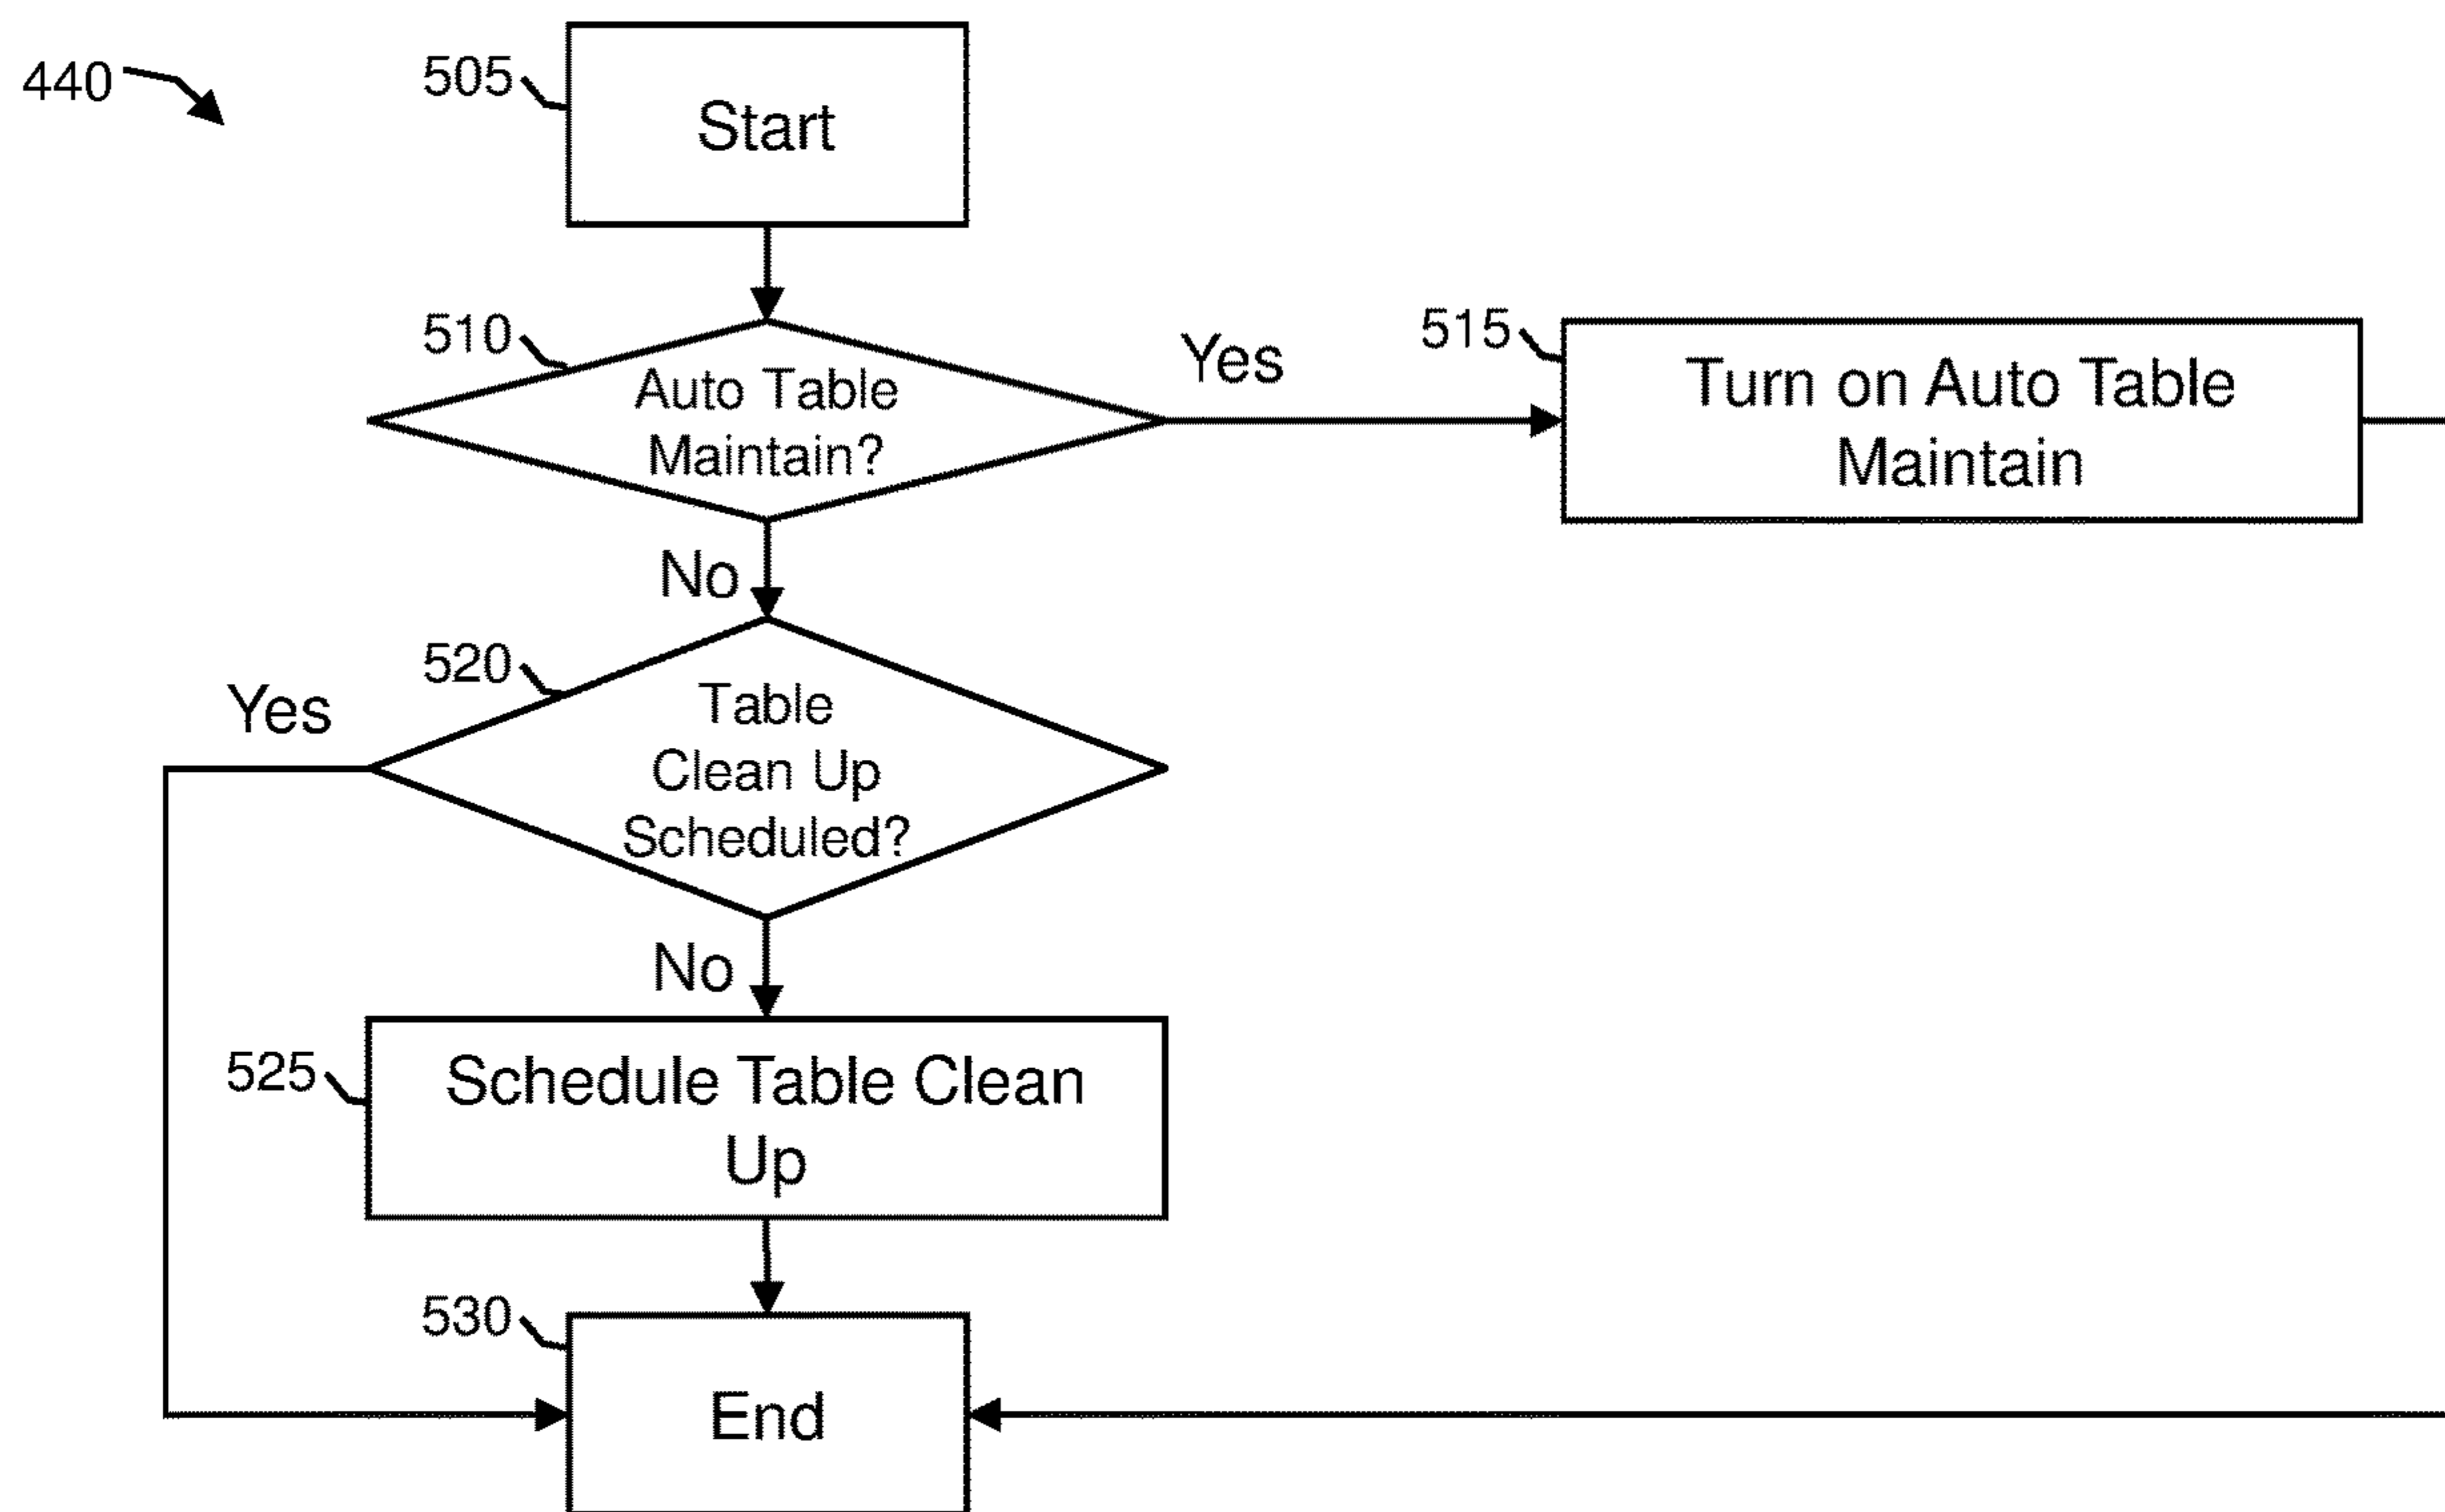 440
505
Start
510
Auto Table
Maintain?
Yes
515
Turn on Auto Table
Maintain
No
520
Yes
Table
Clean Up
Scheduled?
No
525
Schedule Table Clean
Up
530
End